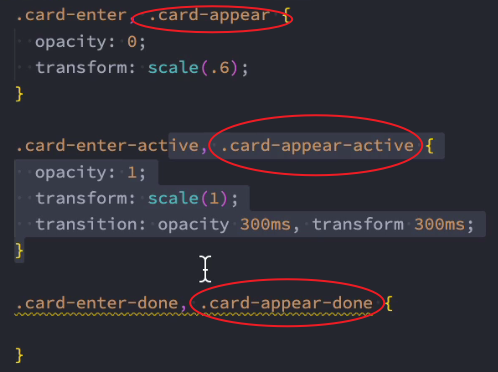 .card-enter, .card-appear {
opacity: 0;
transform: scale(.6);
}
.card-enter-active, .card-appear-active {
opacity: 1;
transform: scale(1);
transition: opacity 300ms, transform 300ms;
}
.card-enter-done, .card-appear-done {
}